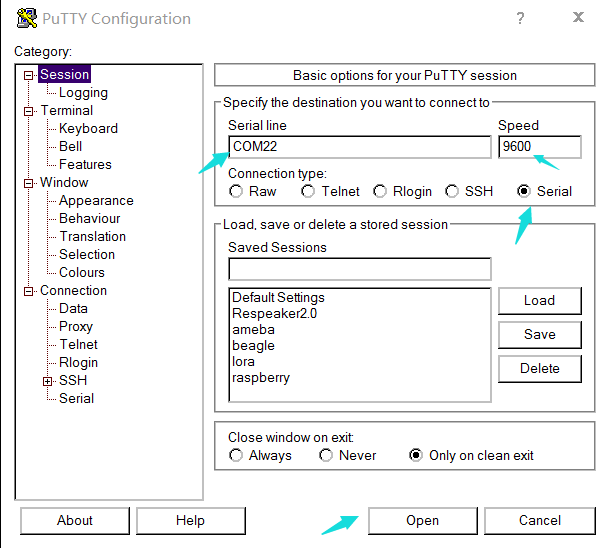 PuTTY Configuration
Category:
Session
Logging
Terminal
Keyboard
Bell
Features
Window
Appearance
Behaviour
Translation
Selection
Colours
Connection
Data
Proxy
Telnet
Rlogin
SSH
Serial
Basic options for your PuTTY session
Specify the destination you want to connect to
Serial line Speed
COM22 9600
Connection type:
Raw Telnet Rlogin SSH Serial
Load, save or delete a stored session
Saved Sessions
Default Settings
Respeaker2.0
ameba
beagle
lora
raspberry
Load
Save
Delete
Close window on exit:
Always Never Only on clean exit
About Help Open Cancel